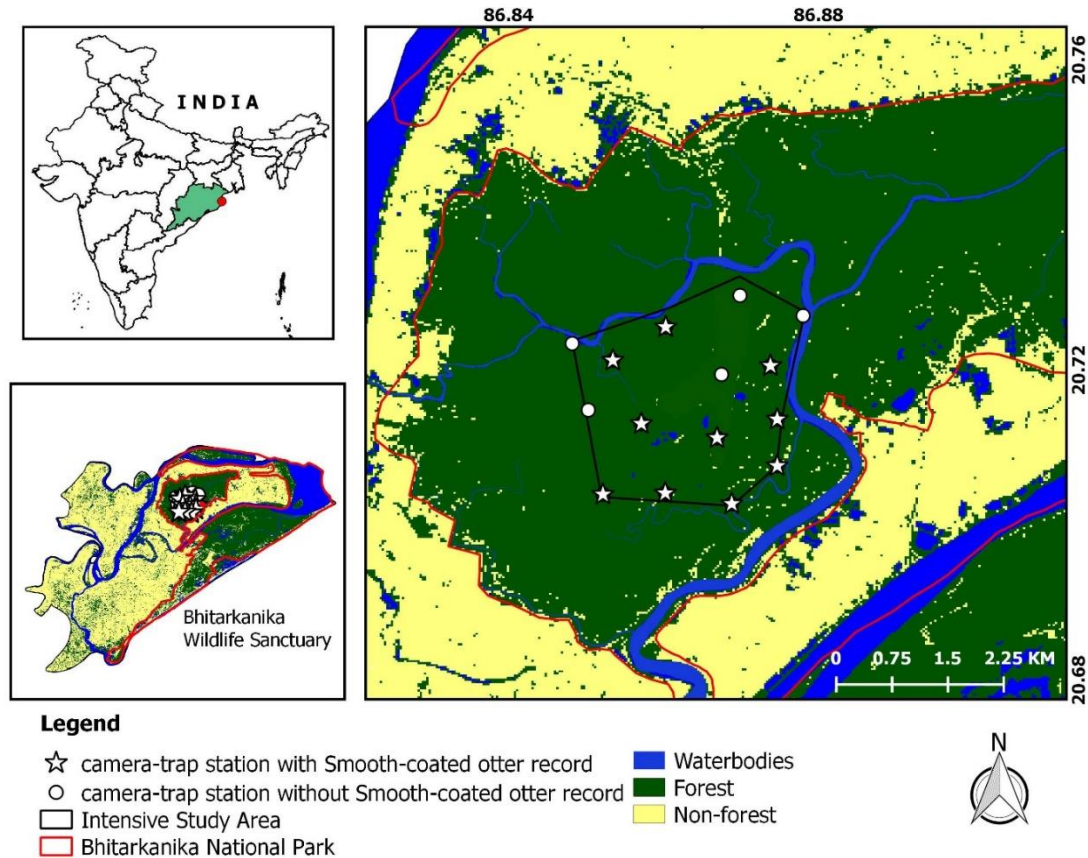 INDIA
Bhitarkanika
Wildlife Sanctuary
86.84 86.88
20.76
20.72
20.68
0 0.75 1.5 2.25 KM
Legend
camera-trap station with Smooth-coated otter record
camera-trap station without Smooth-coated otter record
Intensive Study Area
Bhitarkanika National Park
Waterbodies
Forest
Non-forest
N